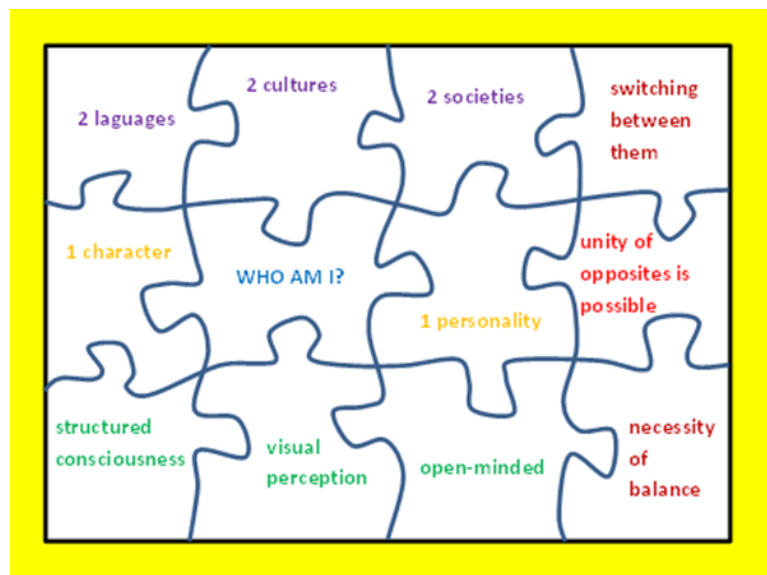 2 laguages
2 cultures
2 societies
switching
between
them
1 character
WHO AM I?
1 personality
unity of
opposites is
possible
structured
consciousness
visual
perception
open-minded
necessity
of
balance